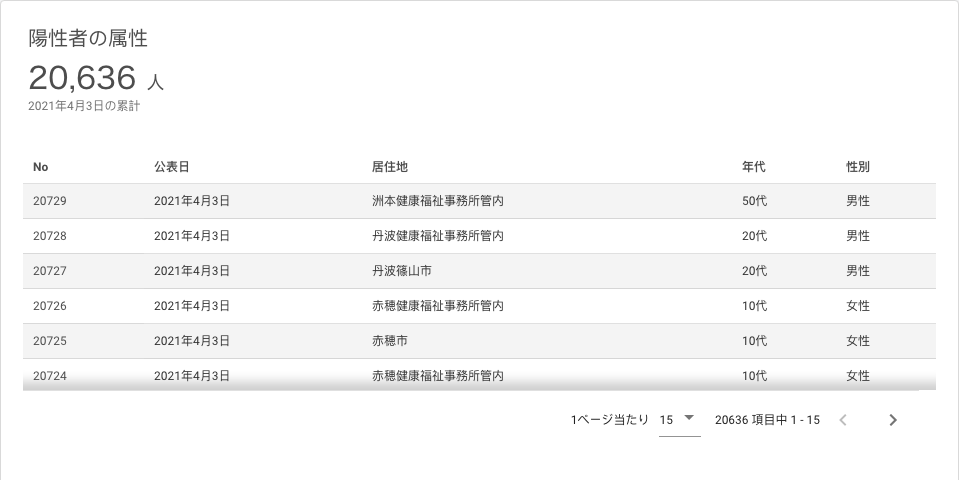 陽性者の属性
20,636 人
2021年4月3日の累計
No 公表日 居住地 年代 性別
20729 2021年4月3日 洲本健康福祉事務所管内 50代 男性
20728 2021年4月3日 丹波健康福祉事務所管内 20代 男性
20727 2021年4月3日 丹波篠山市 20代 男性
20726 2021年4月3日 赤穂健康福祉事務所管内 10代 女性
20725 2021年4月3日 赤穂市 10代 女性
20724 2021年4月3日 赤穂健康福祉事務所管内 10代 女性
1ページ当たり 15 20636 項目中 1 - 15